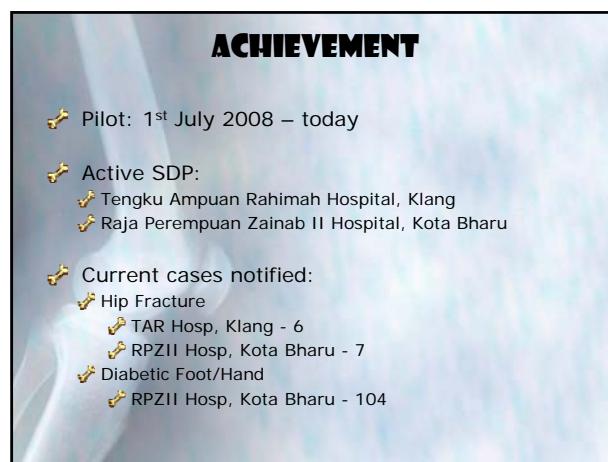 ACHIEVEMENT
Pilot: 1st July 2008 – today
Active SDP:
Tengku Ampuan Rahimah Hospital, Klang
Raja Perempuan Zainab II Hospital, Kota Bharu
Current cases notified:
Hip Fracture
TAR Hosp, Klang - 6
RPZII Hosp, Kota Bharu - 7
Diabetic Foot/Hand
RPZII Hosp, Kota Bharu - 104